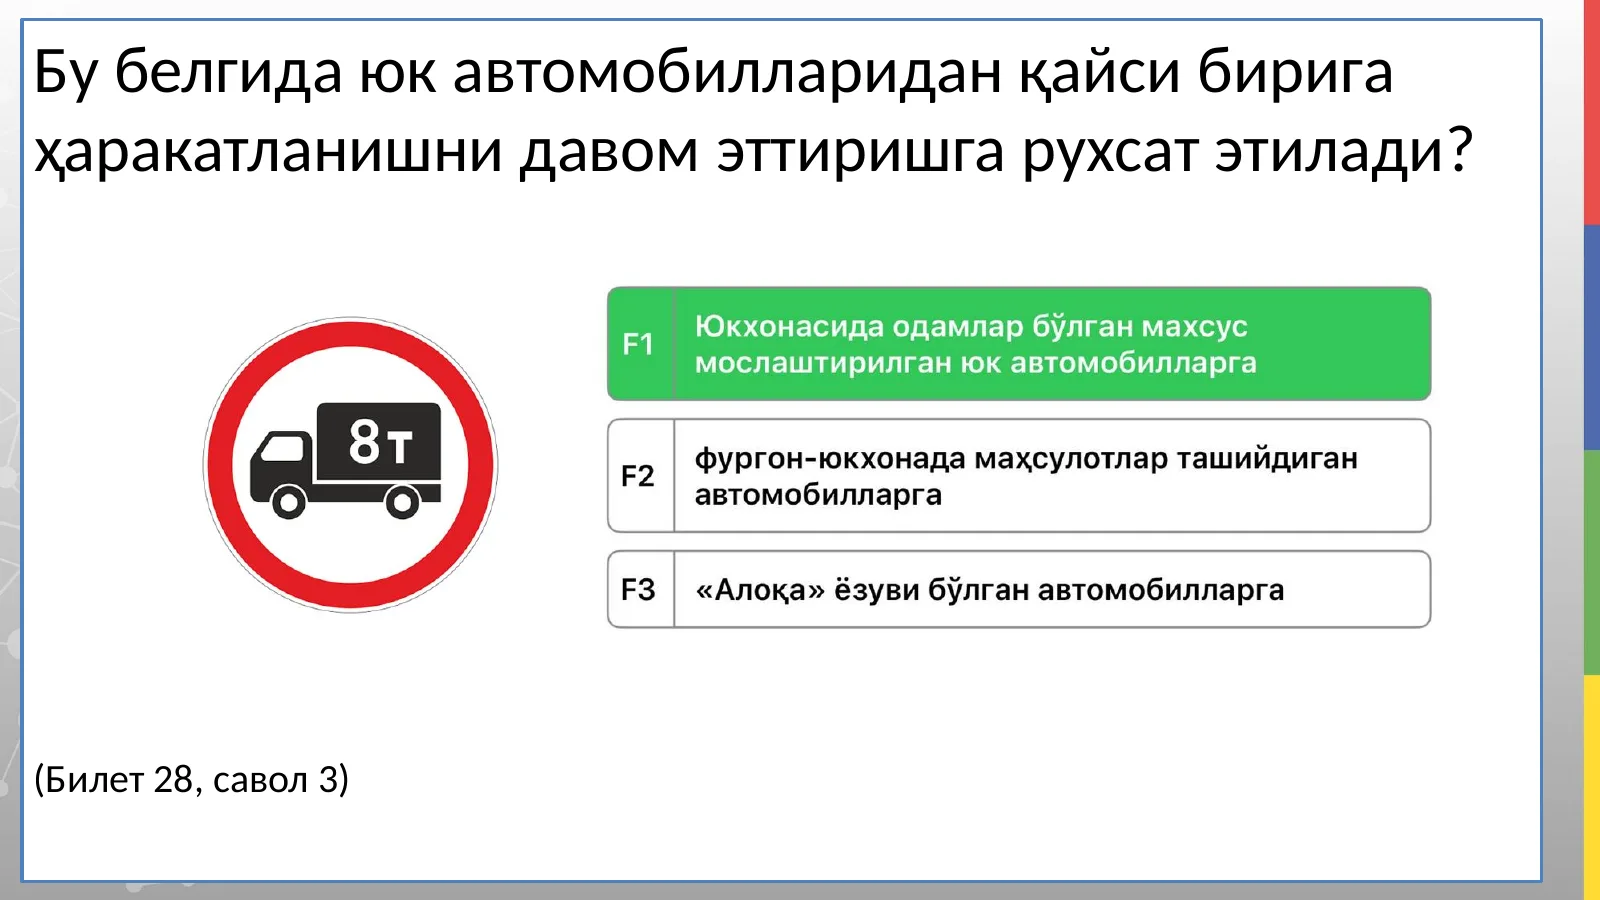 Бу белгида юк автомобилларидан қайси бирига
ҳаракатланишни давом эттиришга рухсат этилади?
8т
F1
Юкхонасида одамлар бўлган махсус
мослаштирилган юк автомобилларга
F2
фургон-юкхонада маҳсулотлар ташийдиган
автомобилларга
F3
«Алоқа» ёзуви бўлган автомобилларга
(Билет 28, савол 3)